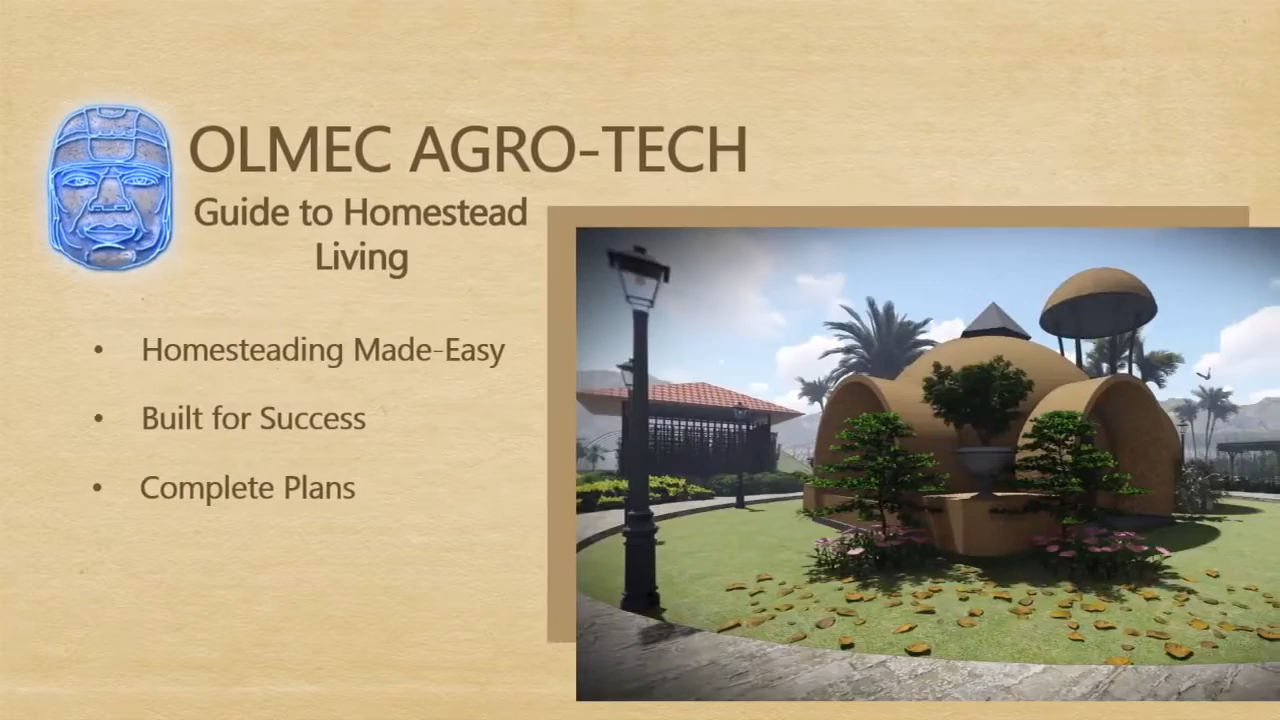 OLMEC AGRO-TECH
Guide to Homestead
Living
• Homesteading Made-Easy
• Built for Success
• Complete Plans